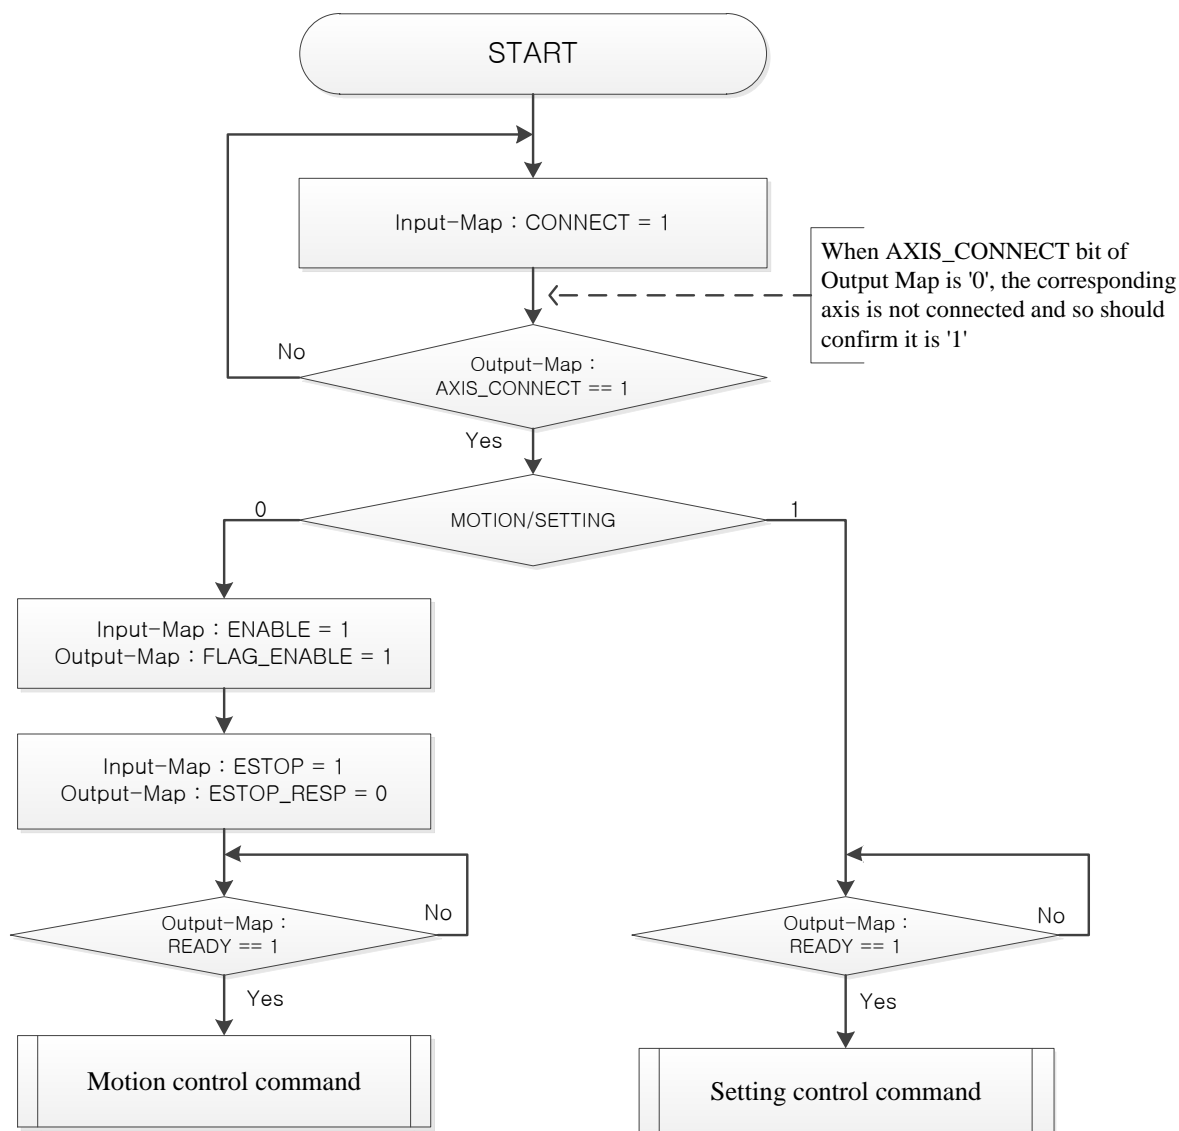 START
Input-Map : CONNECT = 1
When AXIS_CONNECT bit of
Output Map is '0', the corresponding
axis is not connected and so should
confirm it is '1'
No
Output-Map :
AXIS_CONNECT == 1
Yes
0
MOTION/SETTING
1
Input-Map : ENABLE = 1
Output-Map : FLAG_ENABLE = 1
Input-Map : ESTOP = 1
Output-Map : ESTOP_RESP = 0
Output-Map :
READY == 1
No
Output-Map :
READY == 1
No
Yes
Yes
Motion control command
Setting control command